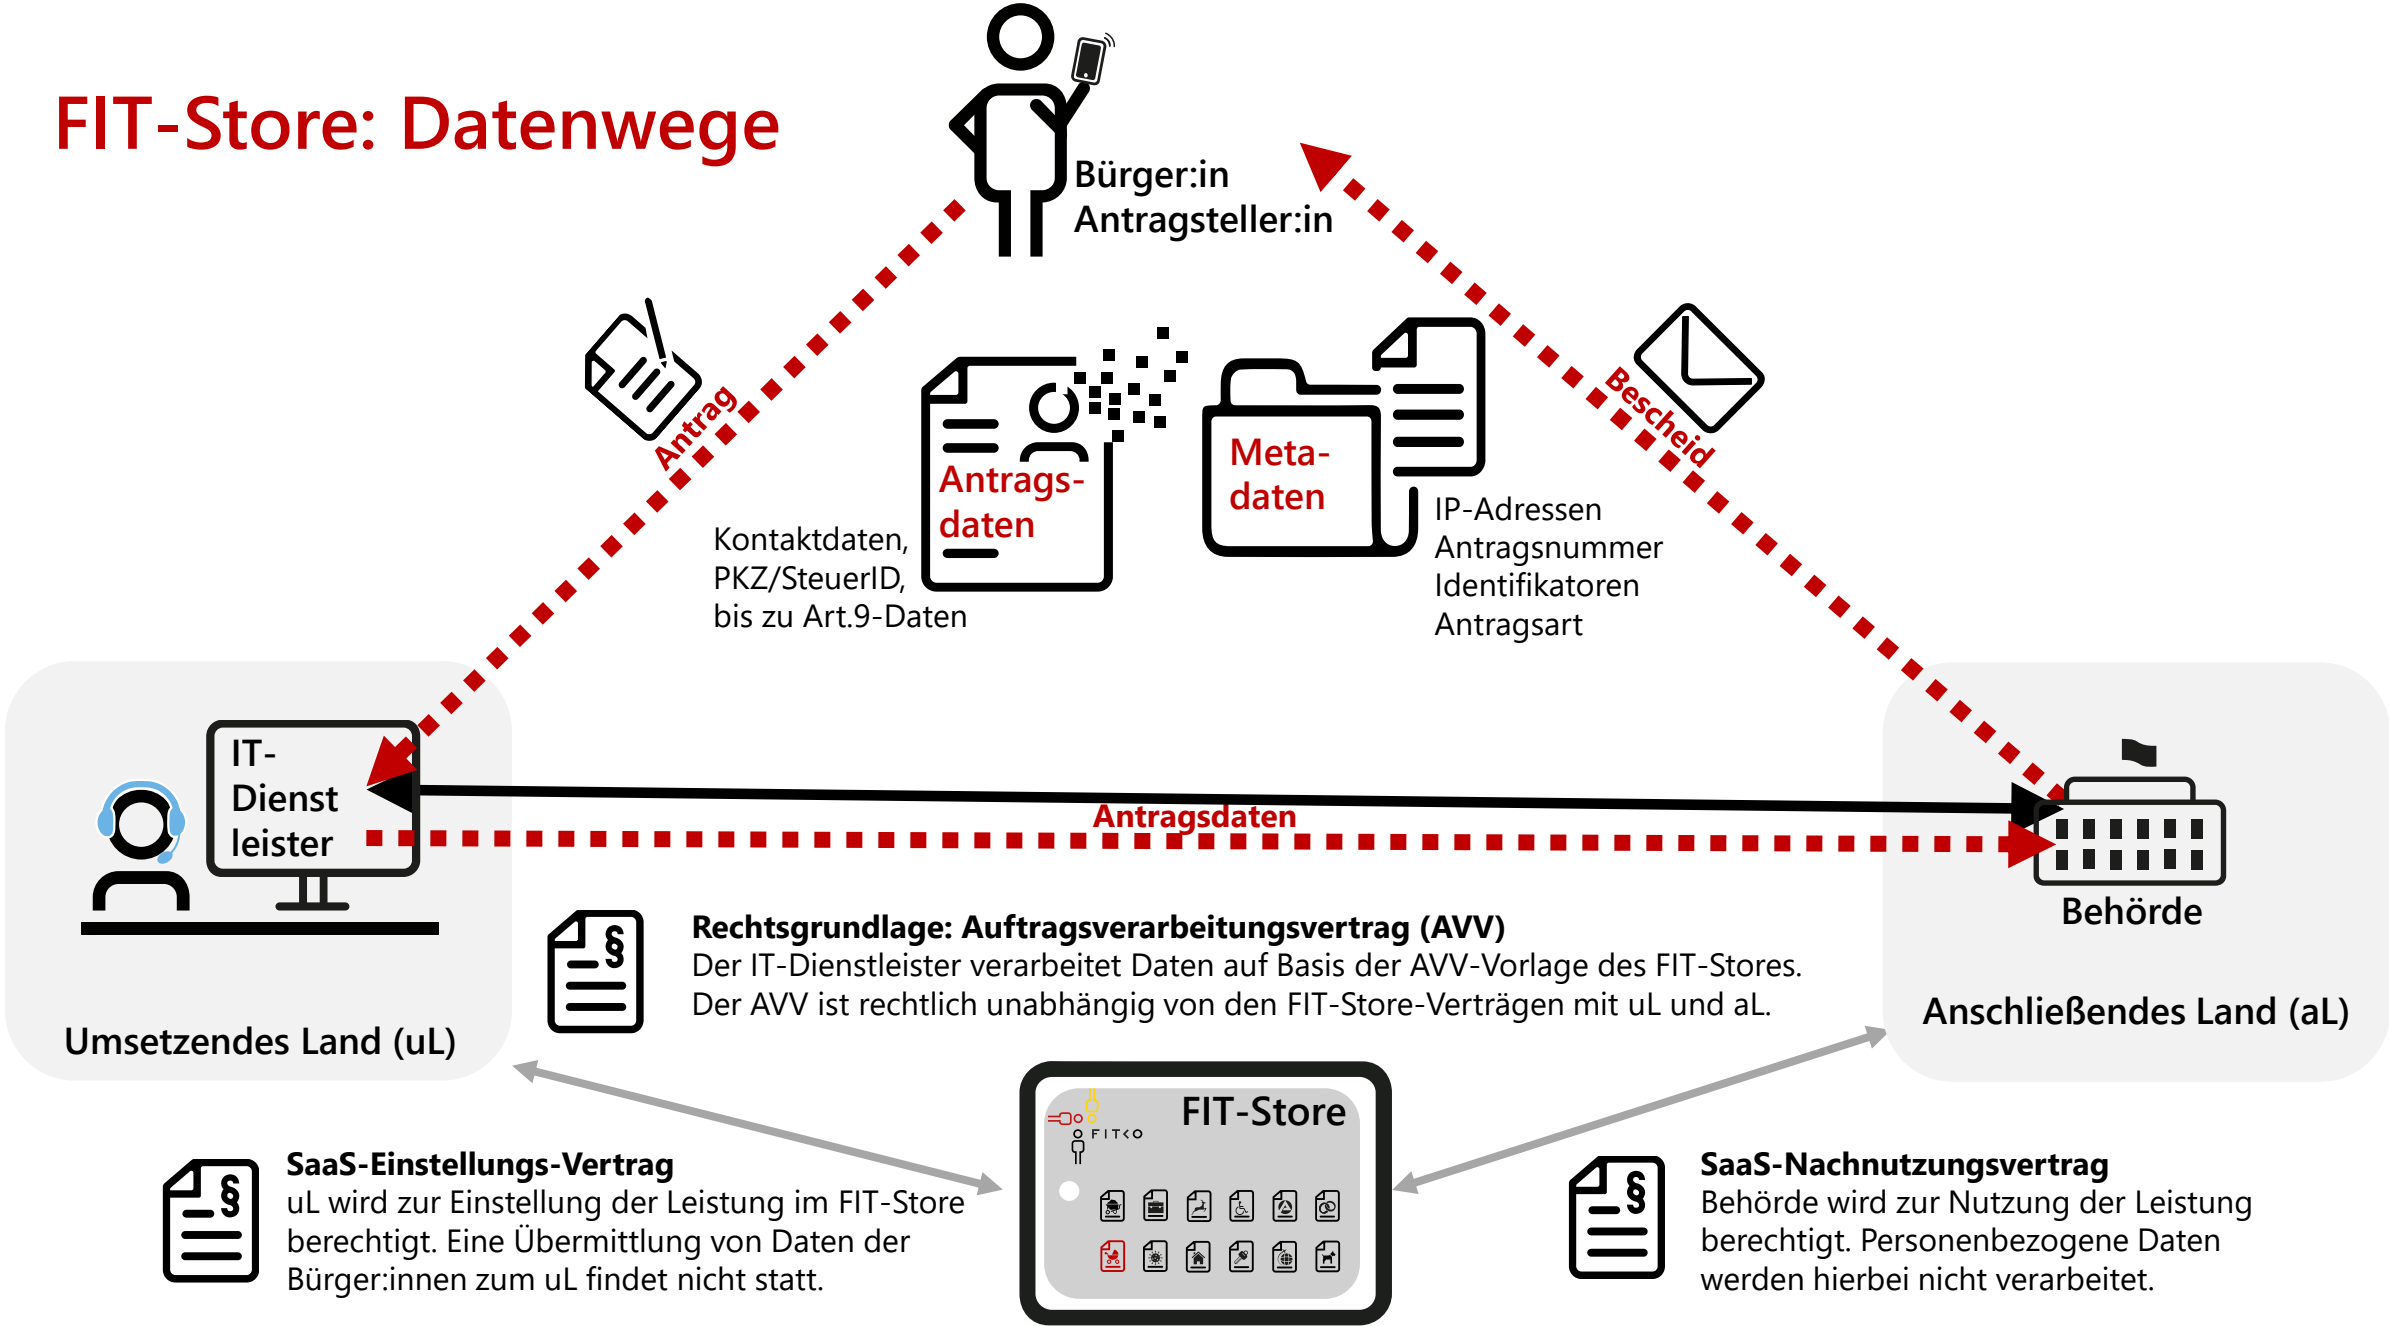 FIT-Store: Datenwege
Bürger:in
Antragsteller:in
Antrag
Bescheid
Antrags-
daten
Kontaktdaten,
PKZ/SteuerID,
bis zu Art.9-Daten
Meta-
daten
IP-Adressen
Antragsnummer
Identifikatoren
Antragsart
IT-
Dienst
leister
Antragsdaten
Behörde
Umsetzendes Land (uL)
Anschließendes Land (aL)
§
Rechtsgrundlage: Auftragsverarbeitungsvertrag (AVV)
Der IT-Dienstleister verarbeitet Daten auf Basis der AVV-Vorlage des FIT-Stores.
Der AVV ist rechtlich unabhängig von den FIT-Store-Verträgen mit uL und aL.
FIT-Store
FITKO
§
SaaS-Einstellungs-Vertrag
uL wird zur Einstellung der Leistung im FIT-Store
berechtigt. Eine Übermittlung von Daten der
Bürger:innen zum uL findet nicht statt.
§
SaaS-Nachnutzungsvertrag
Behörde wird zur Nutzung der Leistung
berechtigt. Personenbezogene Daten
werden hierbei nicht verarbeitet.